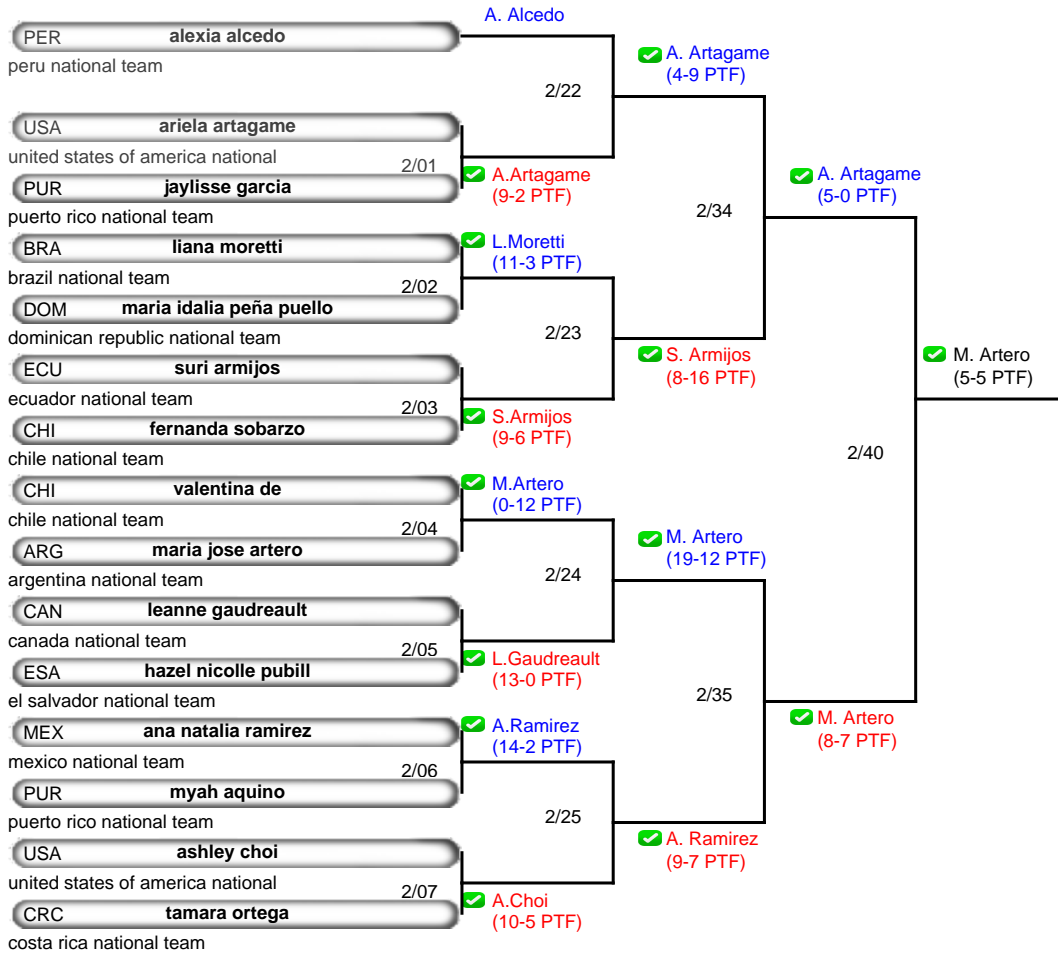 A. Alcedo
PER alexia alcedo
peru national team
A. Artagame
(4-9 PTF)
2/22
USA ariela artagame
united states of america national
2/01
A.Artagame
(9-2 PTF)
PUR jaylisse garcia
puerto rico national team
A. Artagame
(5-0 PTF)
2/34
BRA liana moretti
brazil national team
L.Moretti
(11-3 PTF)
2/02
DOM maria idalia peña puello
dominican republic national team
2/23
ECU suri armijos
ecuador national team
S. Armijos
(8-16 PTF)
M. Artero
(5-5 PTF)
2/03
CHI fernanda sobarzo
chile national team
S.Armijos
(9-6 PTF)
2/40
CHI valentina de
chile national team
M.Artero
(0-12 PTF)
2/04
ARG maria jose artero
argentina national team
M. Artero
(19-12 PTF)
2/24
CAN leanne gaudreault
canada national team
2/05
ESA hazel nicolle pubill
el salvador national team
L.Gaudreault
(13-0 PTF)
2/35
M. Artero
(8-7 PTF)
MEX ana natalia ramirez
mexico national team
A.Ramirez
(14-2 PTF)
2/06
PUR myah aquino
puerto rico national team
2/25
A. Ramirez
(9-7 PTF)
USA ashley choi
united states of america national
2/07
CRC tamara ortega
costa rica national team
A.Choi
(10-5 PTF)